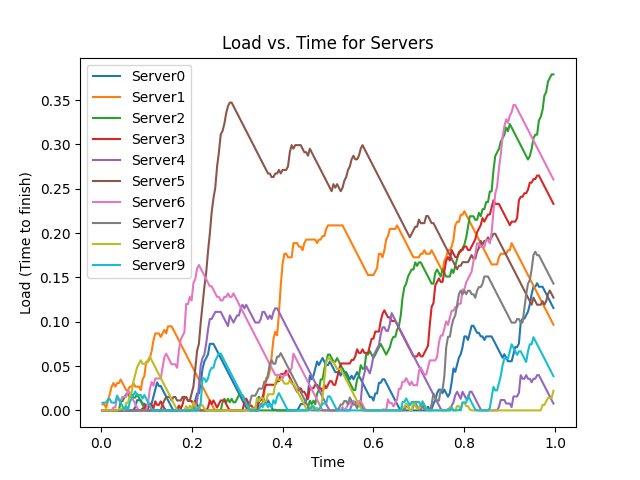 Load vs. Time for Servers
Server0
Server1
Server2
Server3
Server4
Server5
Server6
Server7
Server8
Server9
Load (Time to finish)
0.35
0.30
0.25
0.20
0.15
0.10
0.05
0.00
0.0 0.2 0.4 0.6 0.8 1.0
Time